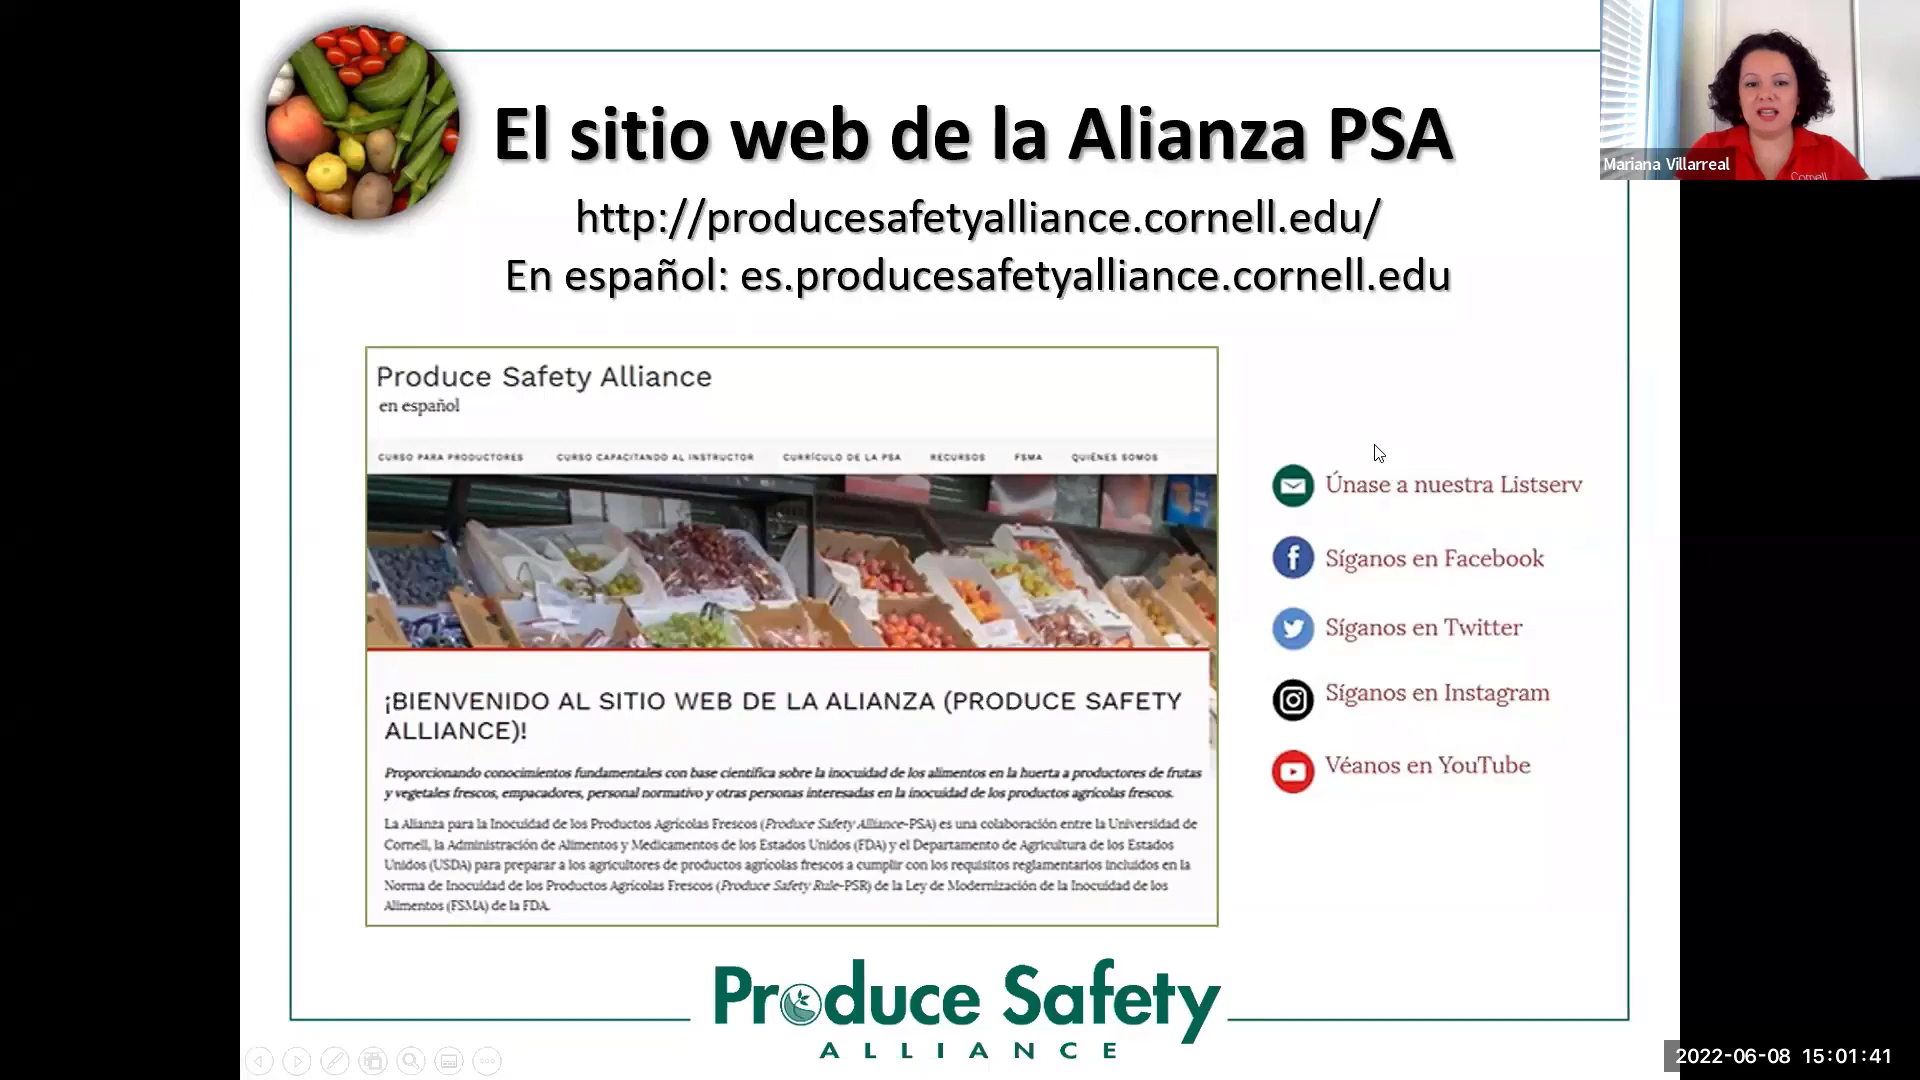 El sitio web de la Alianza PSA
http://producesafetyalliance.cornell.edu/
En español: es.producesafetyalliance.cornell.edu
Mariana Villarreal
Cornell
Produce Safety Alliance
en español
CURSO PARA PRODUCTORES CURSO CAPACITANDO AL INSTRUCTOR CURRÍCULO DE LA PSA RECURSOS FSMA QUIÉNES SOMOS
¡BIENVENIDO AL SITIO WEB DE LA ALIANZA (PRODUCE SAFETY
ALLIANCE)!
Proporcionando conocimientos fundamentales con base científica sobre la inocuidad de los alimentos en la huerta a productores de frutas
y vegetales frescos, empacadores, personal normativo y otras personas interesadas en la inocuidad de los productos agrícolas frescos.
La Alianza para la Inocuidad de los Productos Agrícolas Frescos (Produce Safety Alliance-PSA) es una colaboración entre la Universidad de
Cornell, la Administración de Alimentos y Medicamentos de los Estados Unidos (FDA) y el Departamento de Agricultura de los Estados
Unidos (USDA) para preparar a los agricultores de productos agrícolas frescos a cumplir con los requisitos reglamentarios incluidos en la
Norma de Inocuidad de los Productos Agrícolas Frescos (Produce Safety Rule-PSR) de la Ley de Modernización de la Inocuidad de los
Alimentos (FSMA) de la FDA.
Únase a nuestra Listserv
Síganos en Facebook
Síganos en Twitter
Síganos en Instagram
Véanos en YouTube
Produce Safety
ALLIANCE
2022-06-08 15:01:41